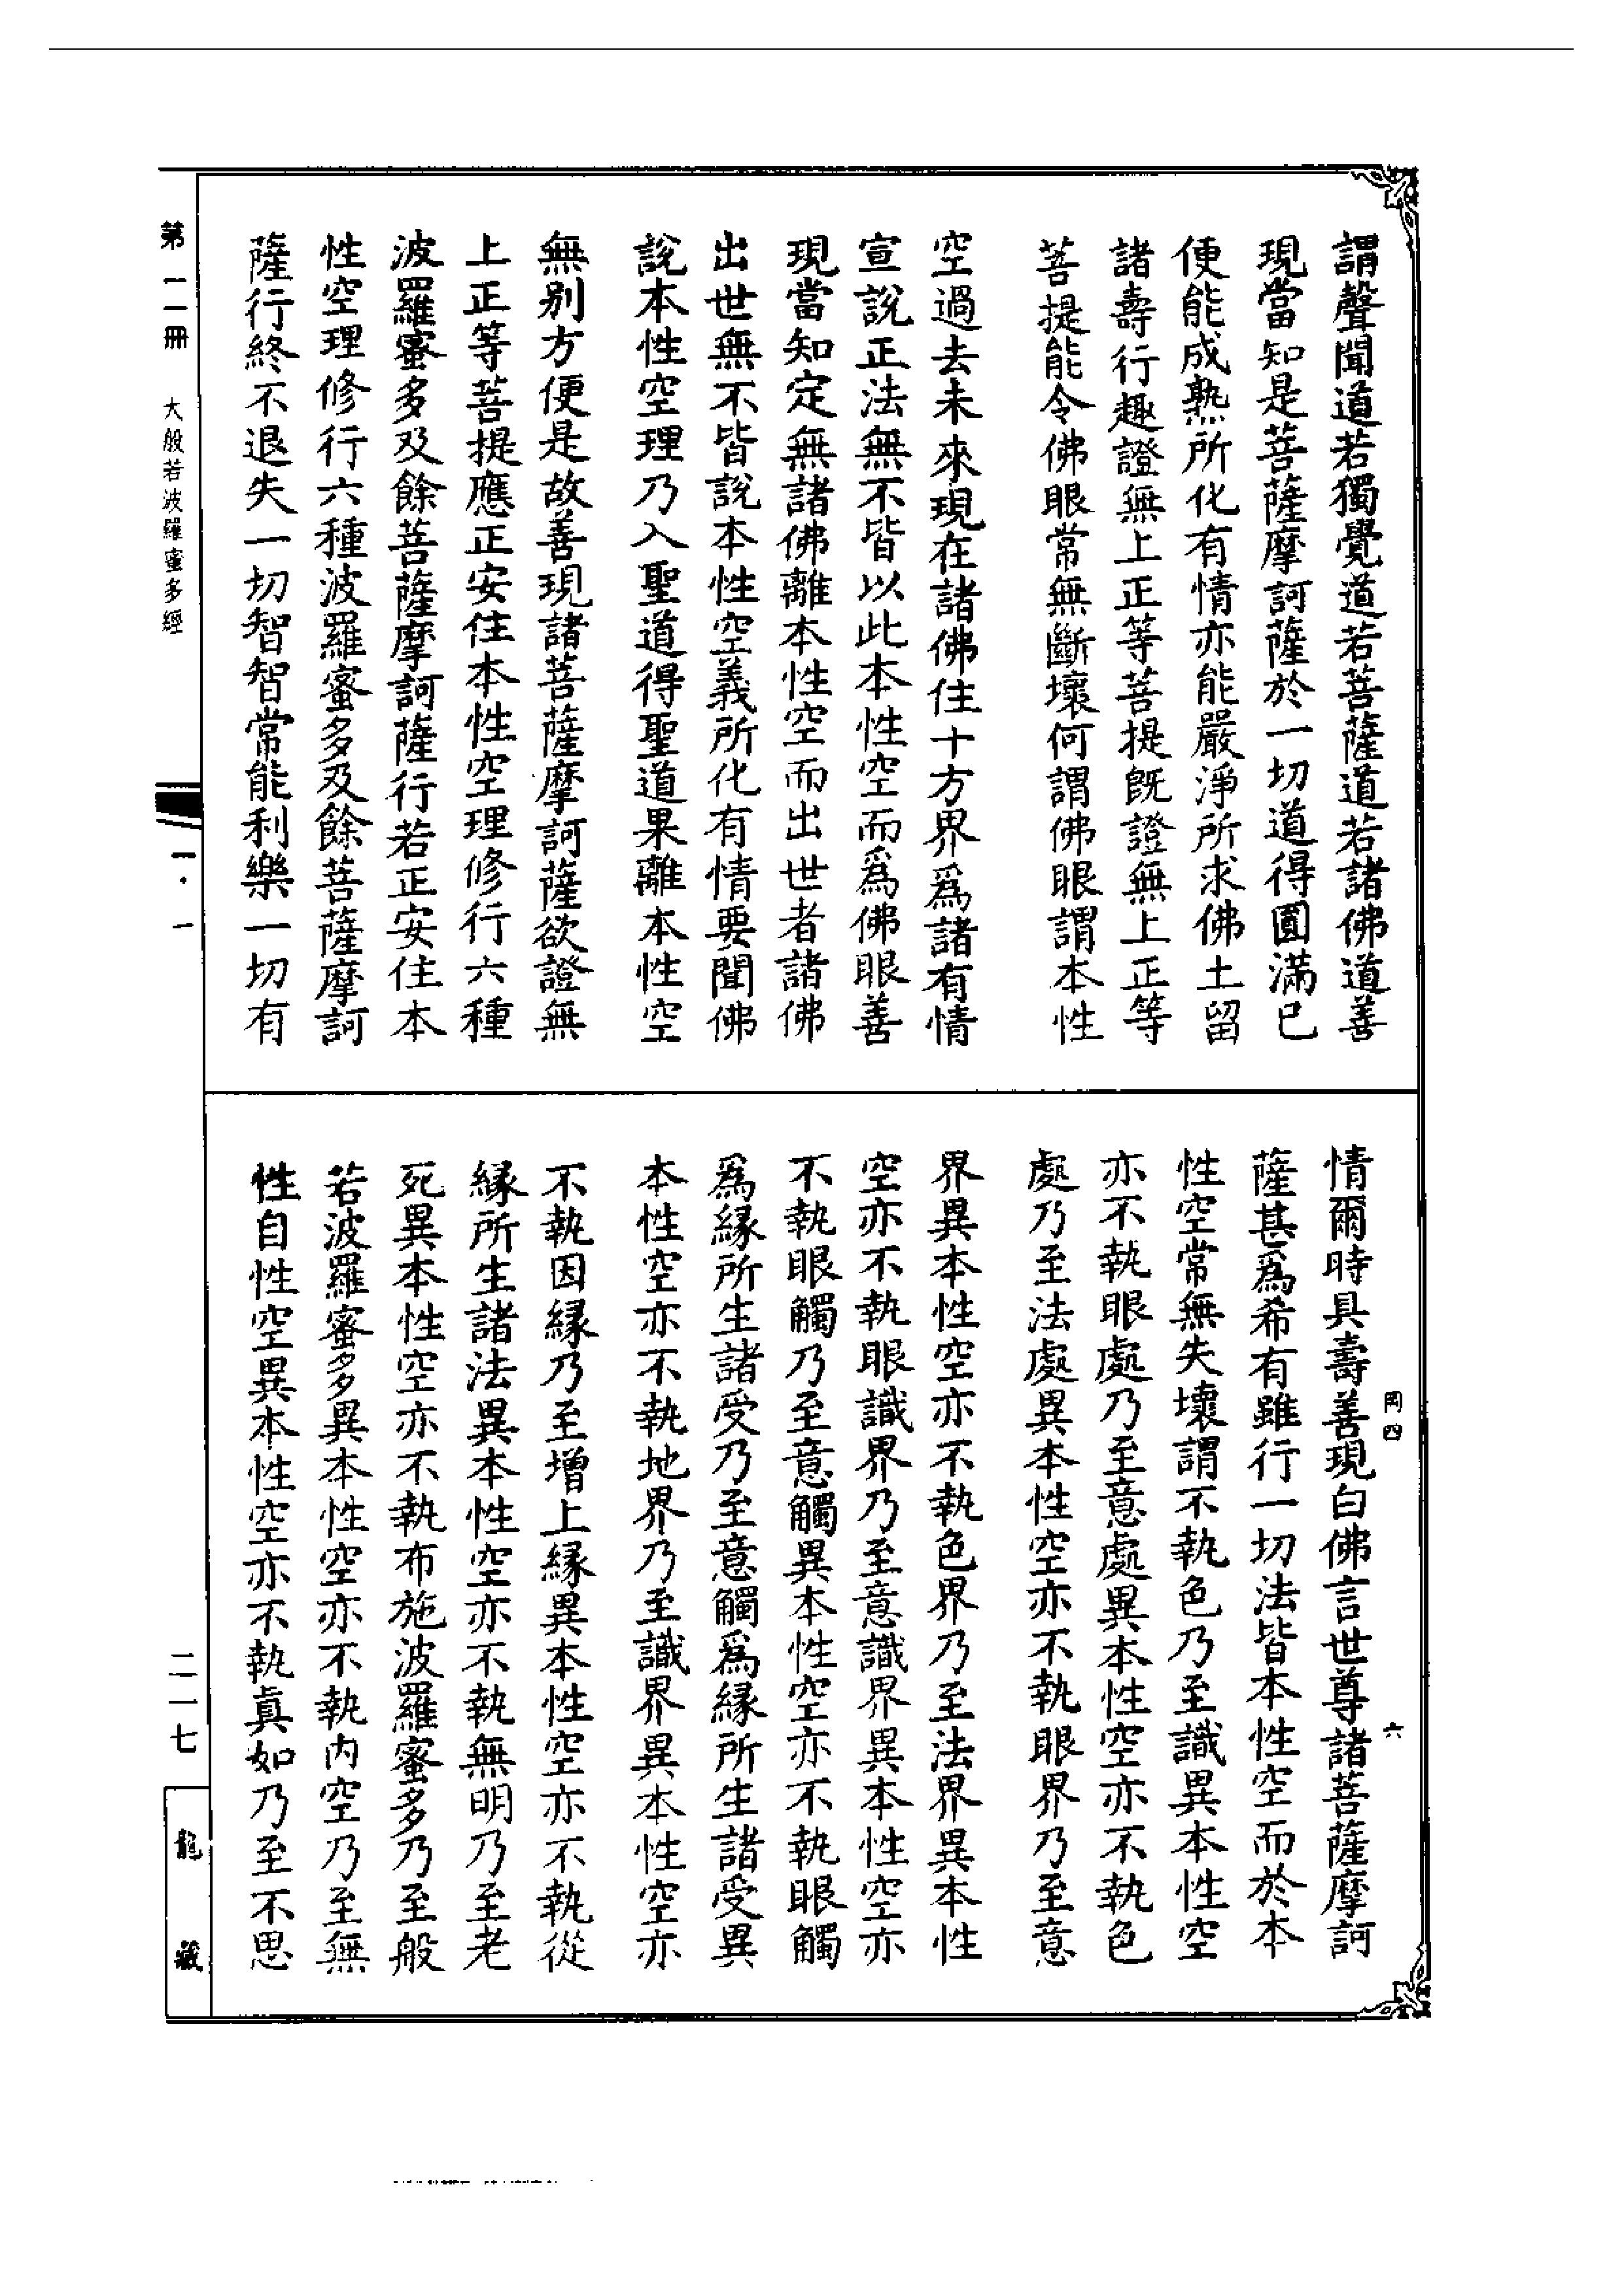 謂聲聞道若獨覺道若菩薩道若諸佛道善
現當知是菩薩摩訶薩於一切道得圓滿已
便能成熟所化有情亦能嚴淨所求佛土留
諸壽行趣證無上正等菩提既證無上正等
菩提能令佛眼常無斷壞何謂佛眼謂本性
空過去未來現在諸佛住十方界爲諸有情
宣說正法無不皆以此本性空而爲佛眼善
現當知定無諸佛離本性空而出世者諸佛
出世無不皆說本性空義所化有情要聞佛
說本性空理乃入聖道得聖道果離本性空
無別方便是故善現諸菩薩摩訶薩欲證無
上正等菩提應正安住本性空理修行六種
波羅蜜多及餘菩薩摩訶薩行若正安住本
性空理修行六種波羅蜜多及餘菩薩摩訶
薩行終不退失一切智智常能利樂一切有
情爾時具壽善現白佛言世尊諸菩薩摩訶
薩甚爲希有雖行一切法皆本性空而於本
性空常無失壞謂不執色乃至識異本性空
亦不執眼處乃至意處異本性空亦不執色
處乃至法處異本性空亦不執眼界乃至意
界異本性空亦不執色界乃至法界異本性
空亦不執眼識界乃至意識界異本性空亦
不執眼觸乃至意觸異本性空亦不執眼觸
爲緣所生諸受乃至意觸爲緣所生諸受異
本性空亦不執地界乃至識界異本性空亦
不執因緣乃至增上緣異本性空亦不執從
緣所生諸法異本性空亦不執無明乃至老
死異本性空亦不執布施波羅蜜多乃至般
若波羅蜜多異本性空亦不執內空乃至無
性自性空異本性空亦不執真如乃至不思
岡四
六
第一一冊 大般若波羅蜜多經
一·一
二一七
龍藏